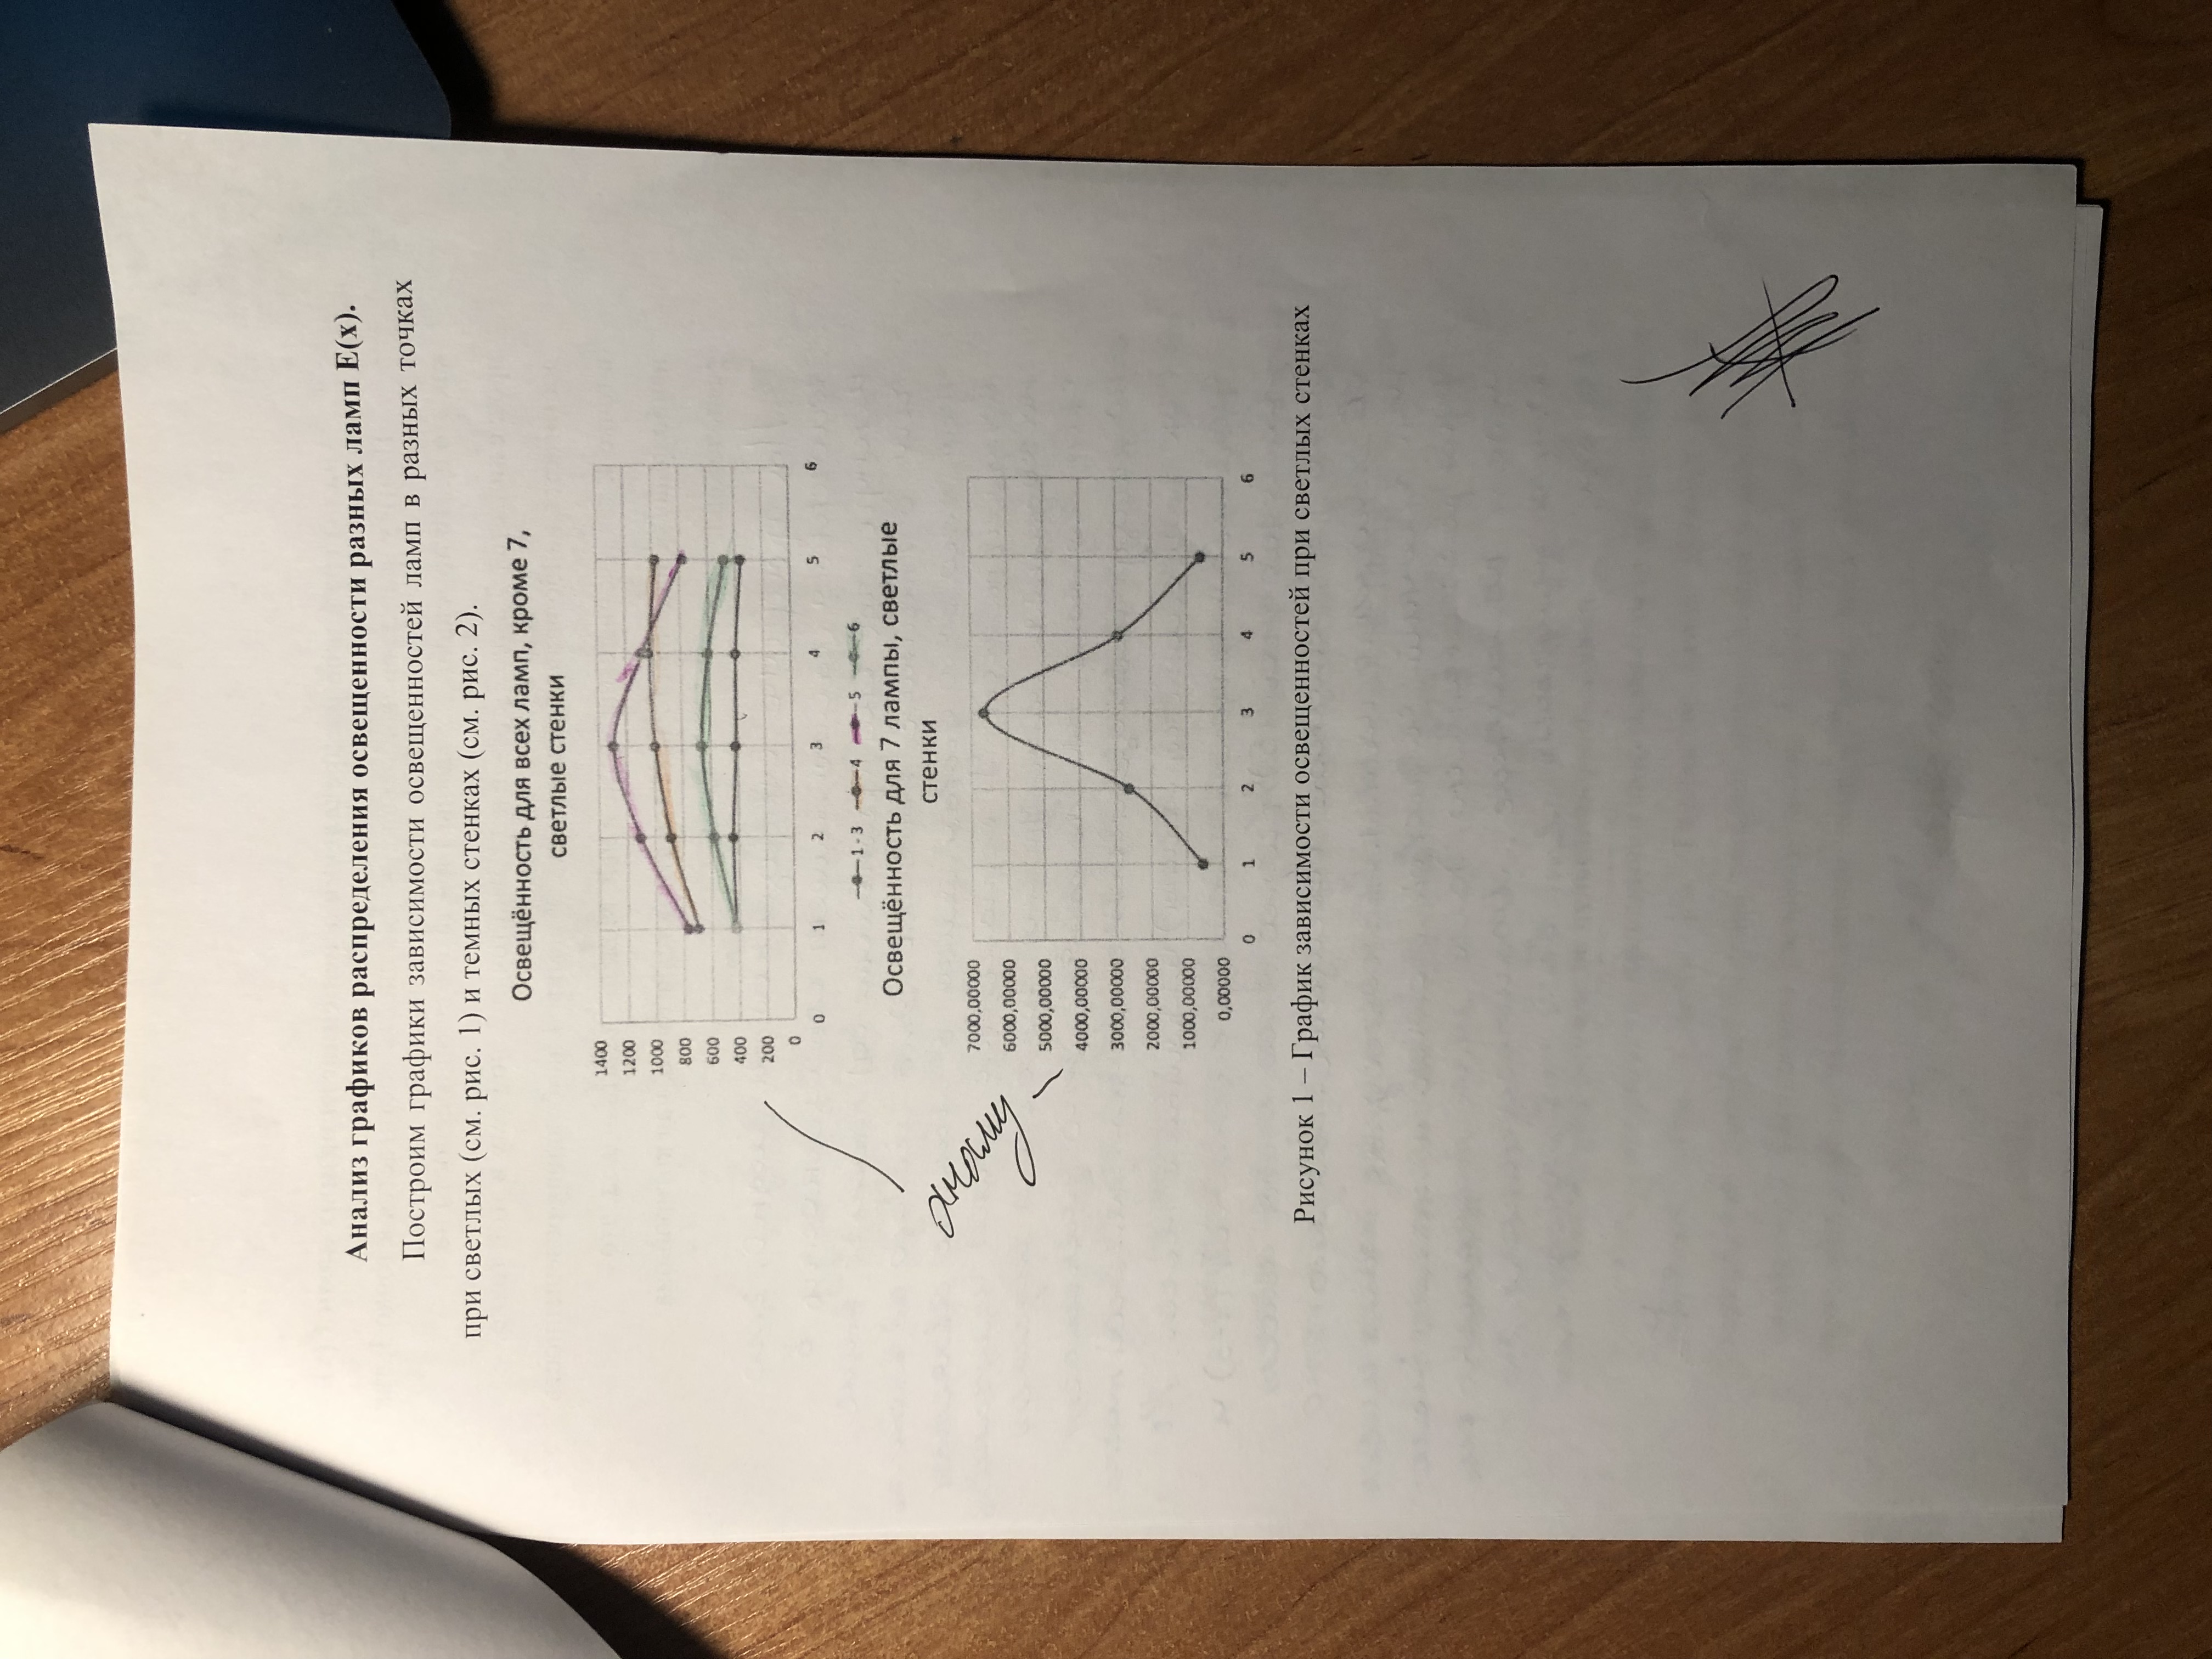 Анализ графиков распределения освещенности разных ламп E(x).
Построим графики зависимости освещенностей ламп в разных точках
при светлых (см. рис. 1) и темных стенках (см. рис. 2).
Освещённость для всех ламп, кроме 7,
светлые стенки
1400
1200
1000
800
600
400
200
0
0 1 2 3 4 5 6
1-3 4 5 6
Освещённость для 7 лампы, светлые
стенки
7000,00000
6000,00000
5000,00000
4000,00000
3000,00000
2000,00000
1000,00000
0,00000
0 1 2 3 4 5 6
Рисунок 1 – График зависимости освещенностей при светлых стенках